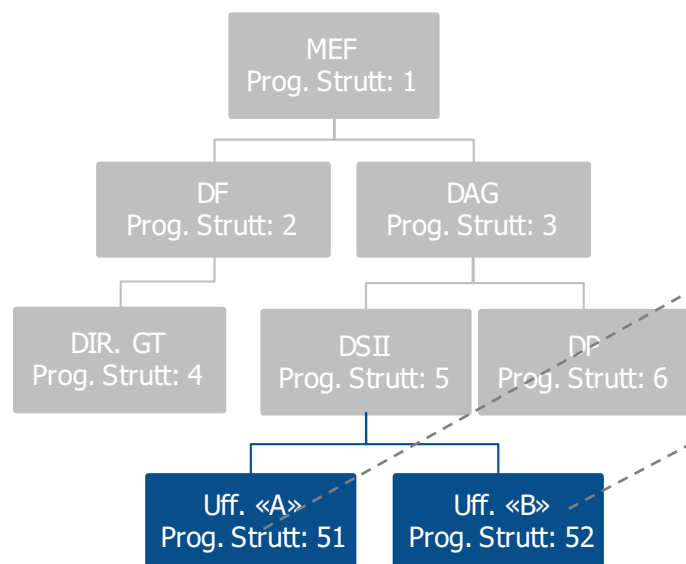 MEF
Prog. Strutt: 1
DF
Prog. Strutt: 2
DAG
Prog. Strutt: 3
DIR. GT
Prog. Strutt: 4
DSII
Prog. Strutt: 5
DP
Prog. Strutt: 6
Uff. «A»
Prog. Strutt: 51
Uff. «B»
Prog. Strutt: 52